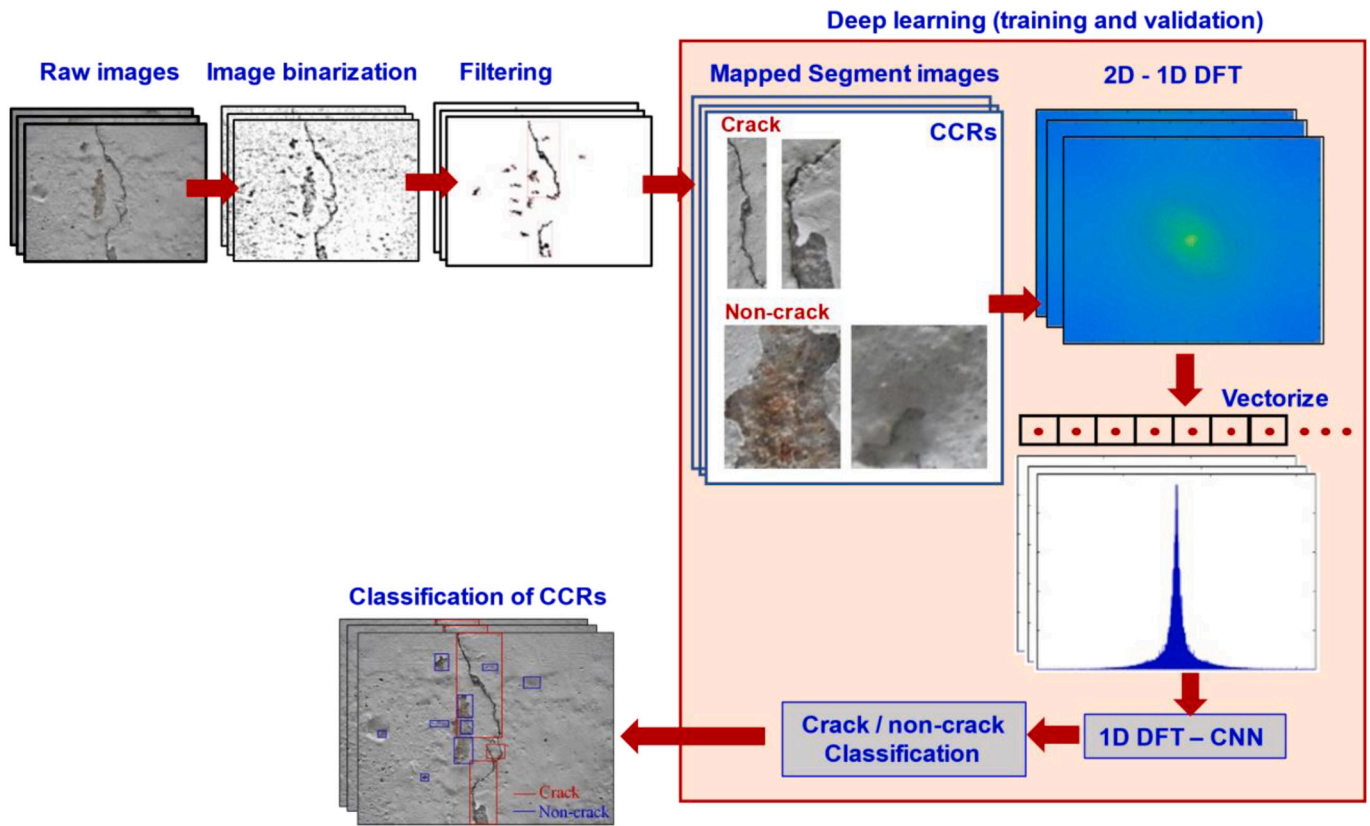 Deep learning (training and validation)
Raw images
Image binarization
Filtering
Mapped Segment images
2D - 1D DFT
Crack
CCRs
Non-crack
Vectorize
1D DFT – CNN
Crack / non-crack
Classification
Classification of CCRs
Crack
Non-crack